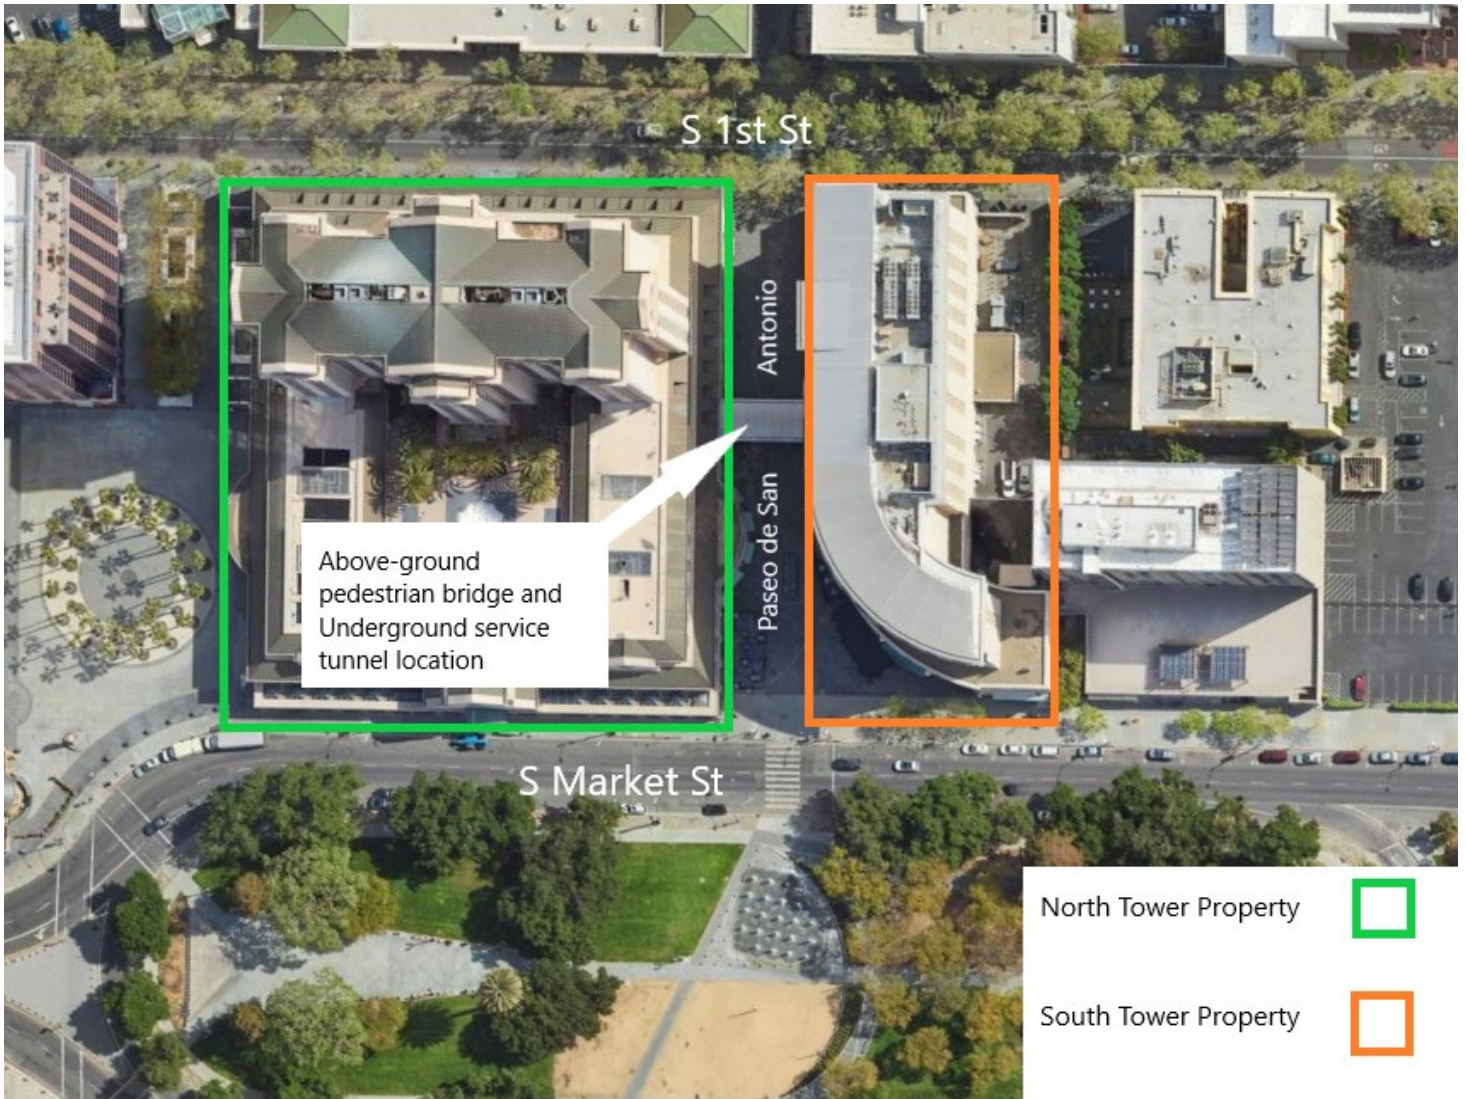 S 1st St
Antonio
Paseo de San
Above-ground
pedestrian bridge and
Underground service
tunnel location
S Market St
North Tower Property
South Tower Property